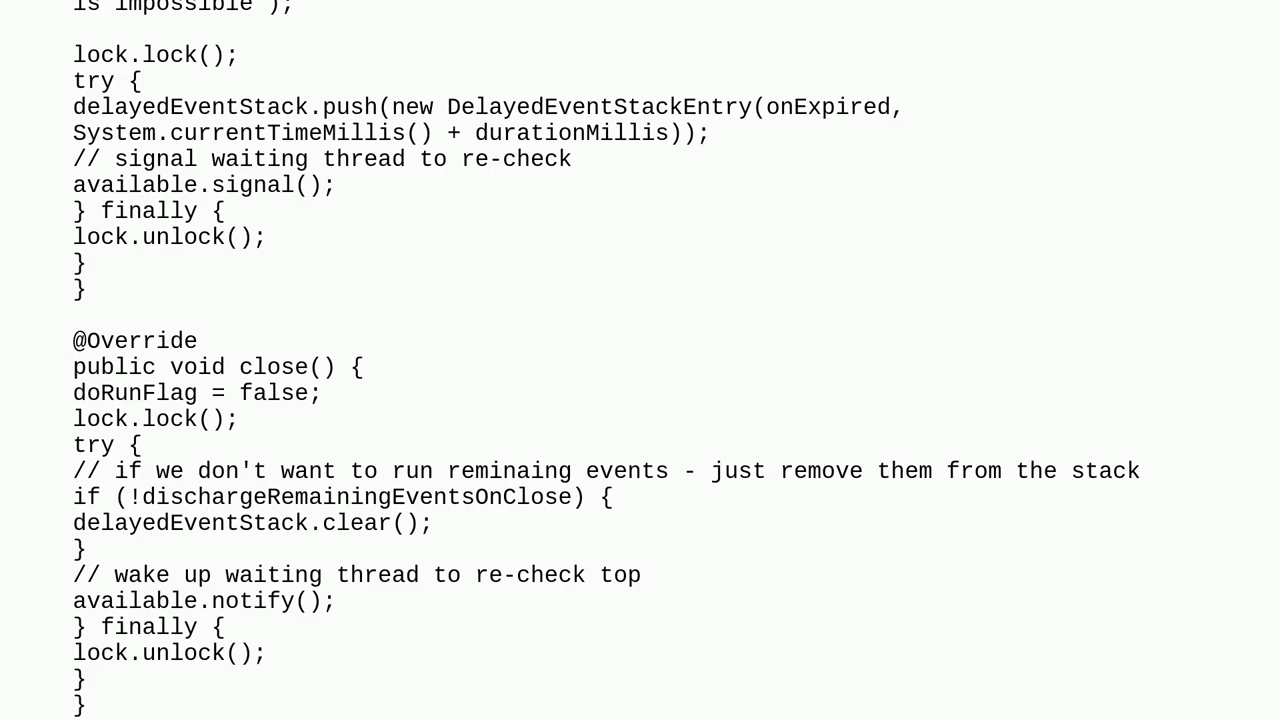 is impossible");
lock.lock();
try {
delayedEventStack.push(new DelayedEventStackEntry(onExpired,
System.currentTimeMillis() + durationMillis));
// signal waiting thread to re-check
available.signal();
} finally {
lock.unlock();
}
}
@Override
public void close() {
doRunFlag = false;
lock.lock();
try {
// if we don't want to run reminaing events - just remove them from the stack
if (!dischargeRemainingEventsOnClose) {
delayedEventStack.clear();
}
// wake up waiting thread to re-check top
available.notify();
} finally {
lock.unlock();
}
}